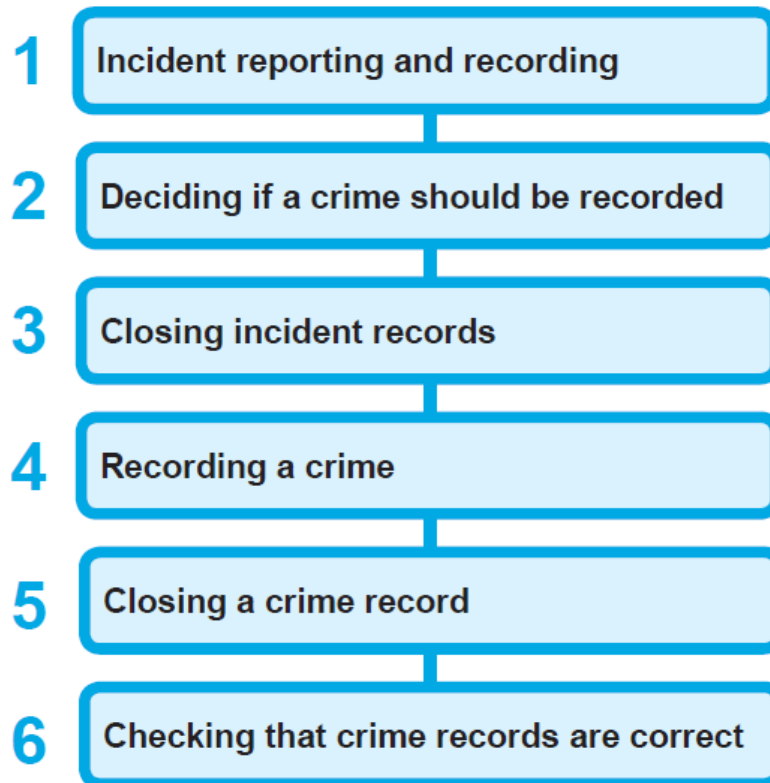 1 Incident reporting and recording
2 Deciding if a crime should be recorded
3 Closing incident records
4 Recording a crime
5 Closing a crime record
6 Checking that crime records are correct